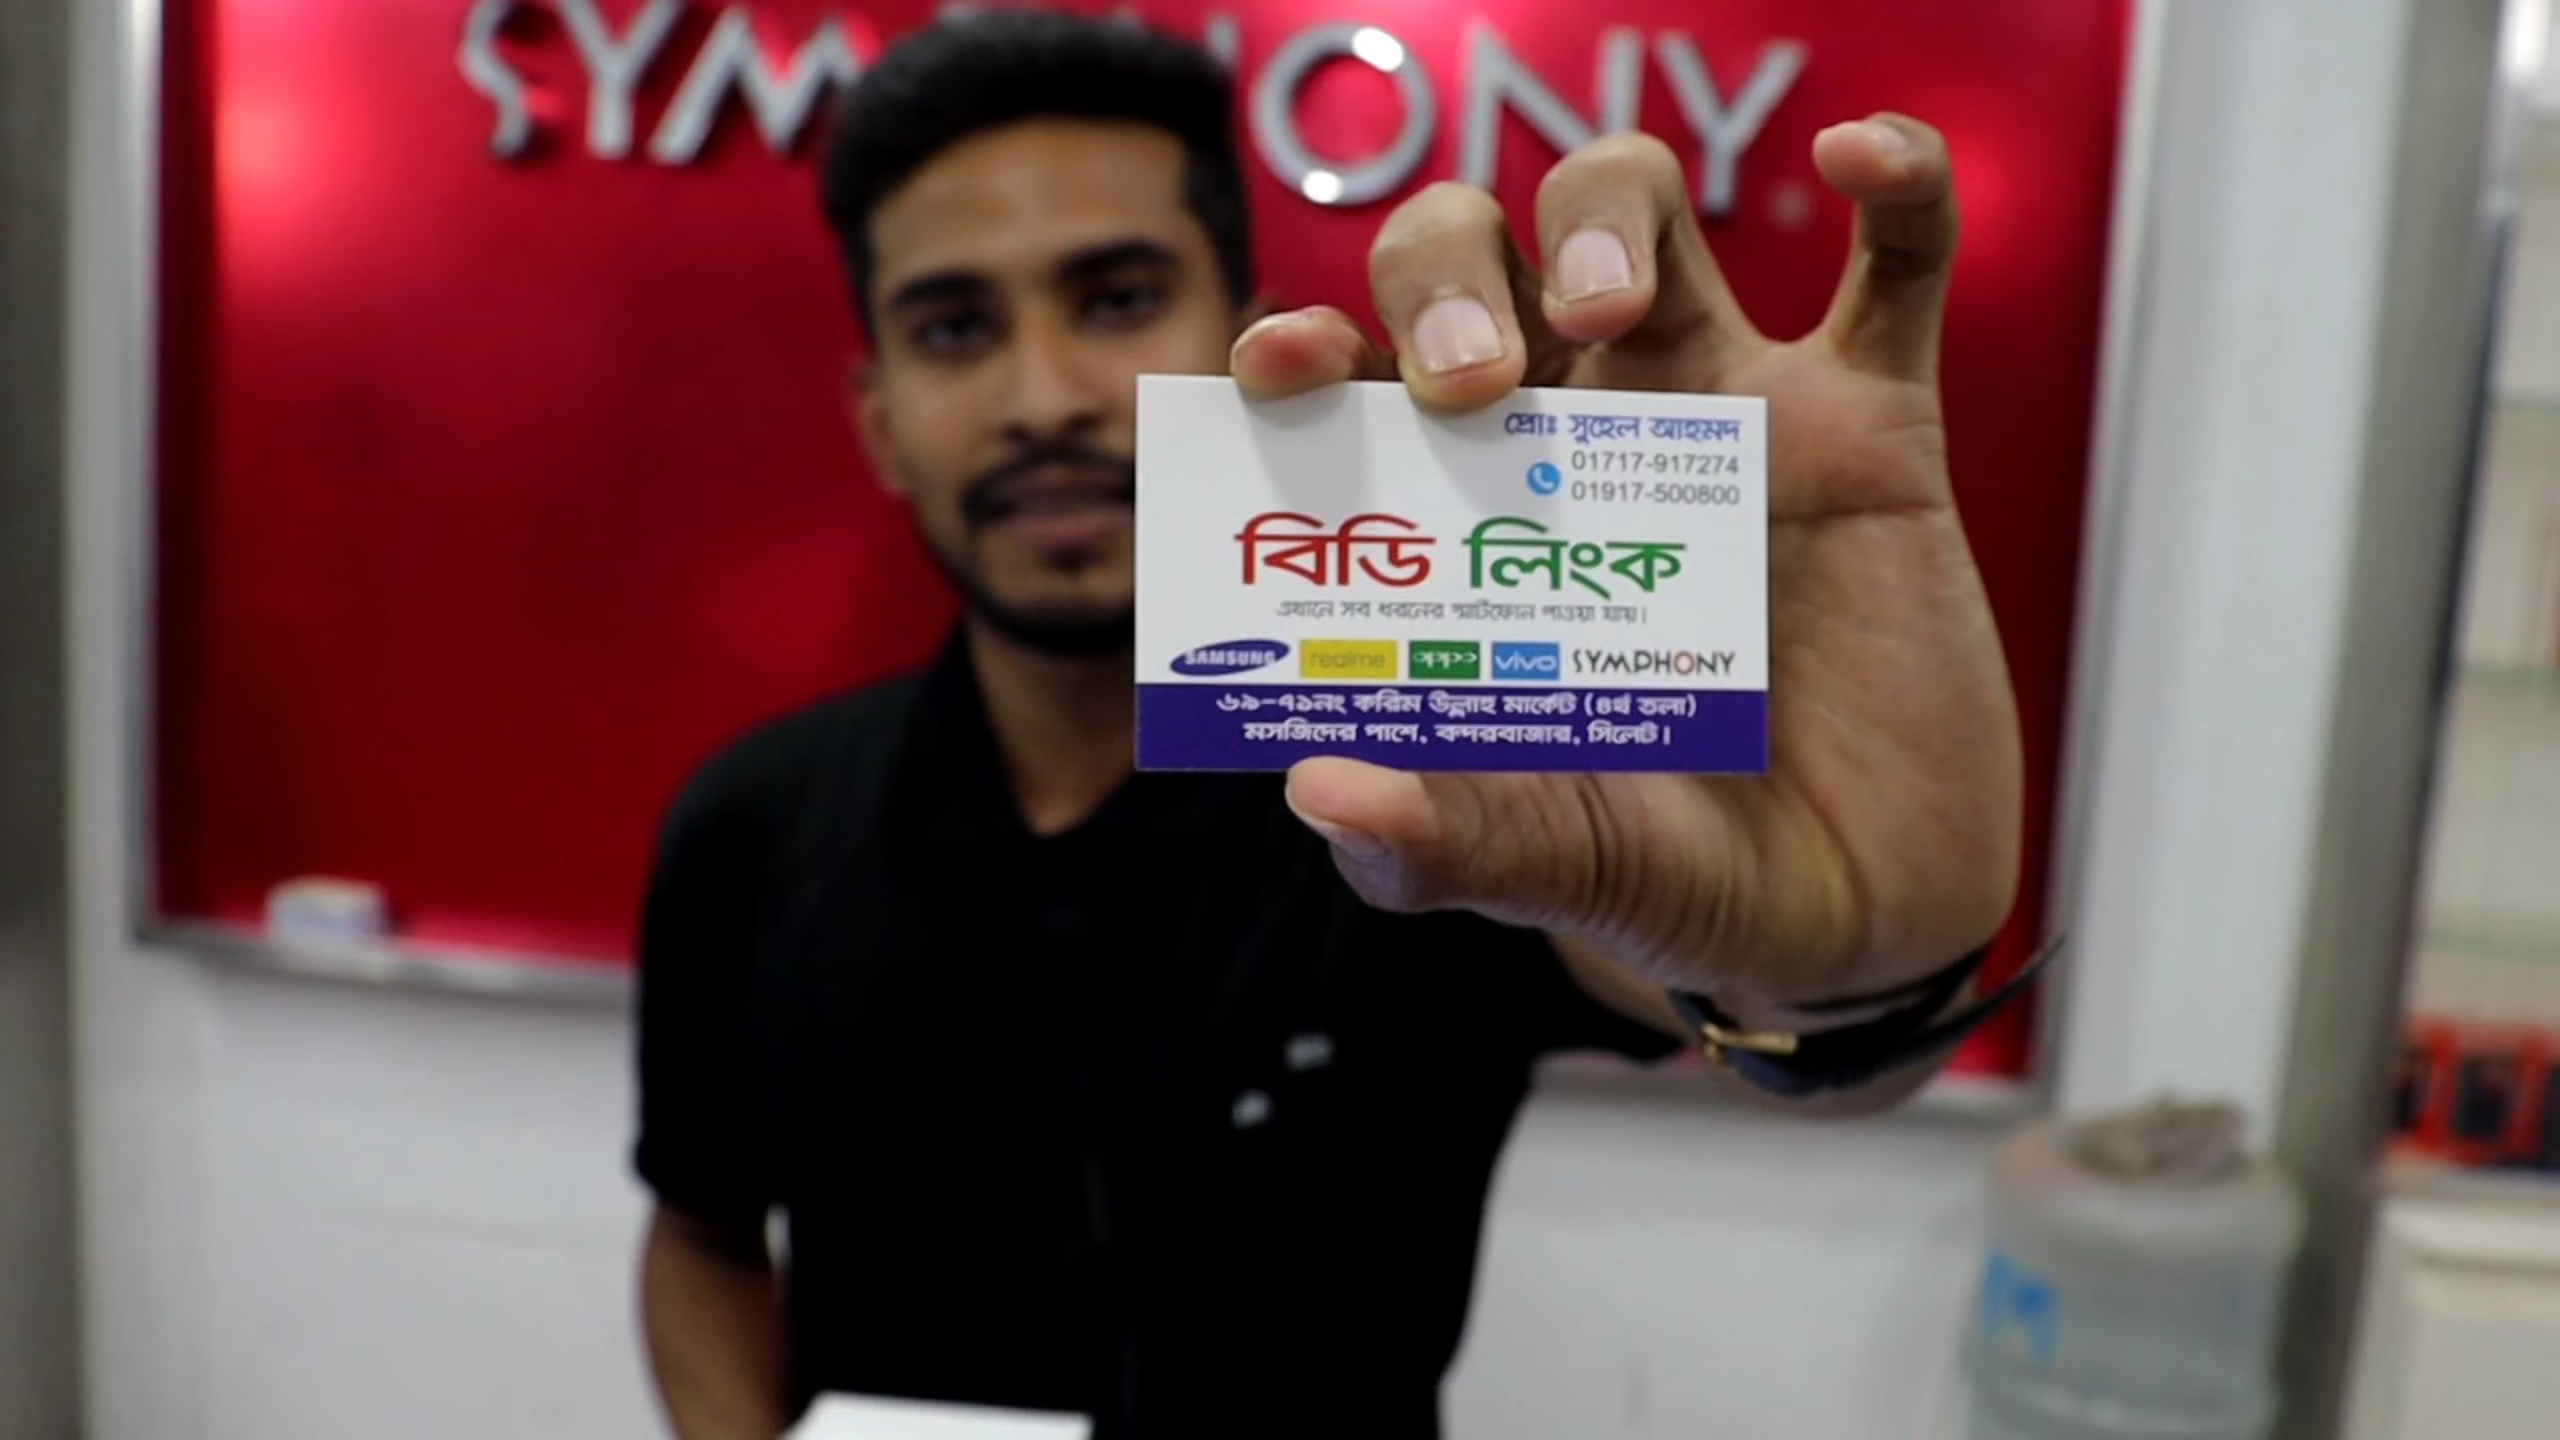 SYMPHONY
প্রোঃ সুহেল আহমদ
01717-917274
01917-500800
বিডি লিংক
এখানে সব ধরনের স্মার্টফোন পাওয়া যায়।
SAMSUNG realme oppo vivo SYMPHONY
৬৯-৭১নং করিম উল্লাহ মার্কেট (৪র্থ তলা)
মসজিদের পাশে, বন্দরবাজার, সিলেট।